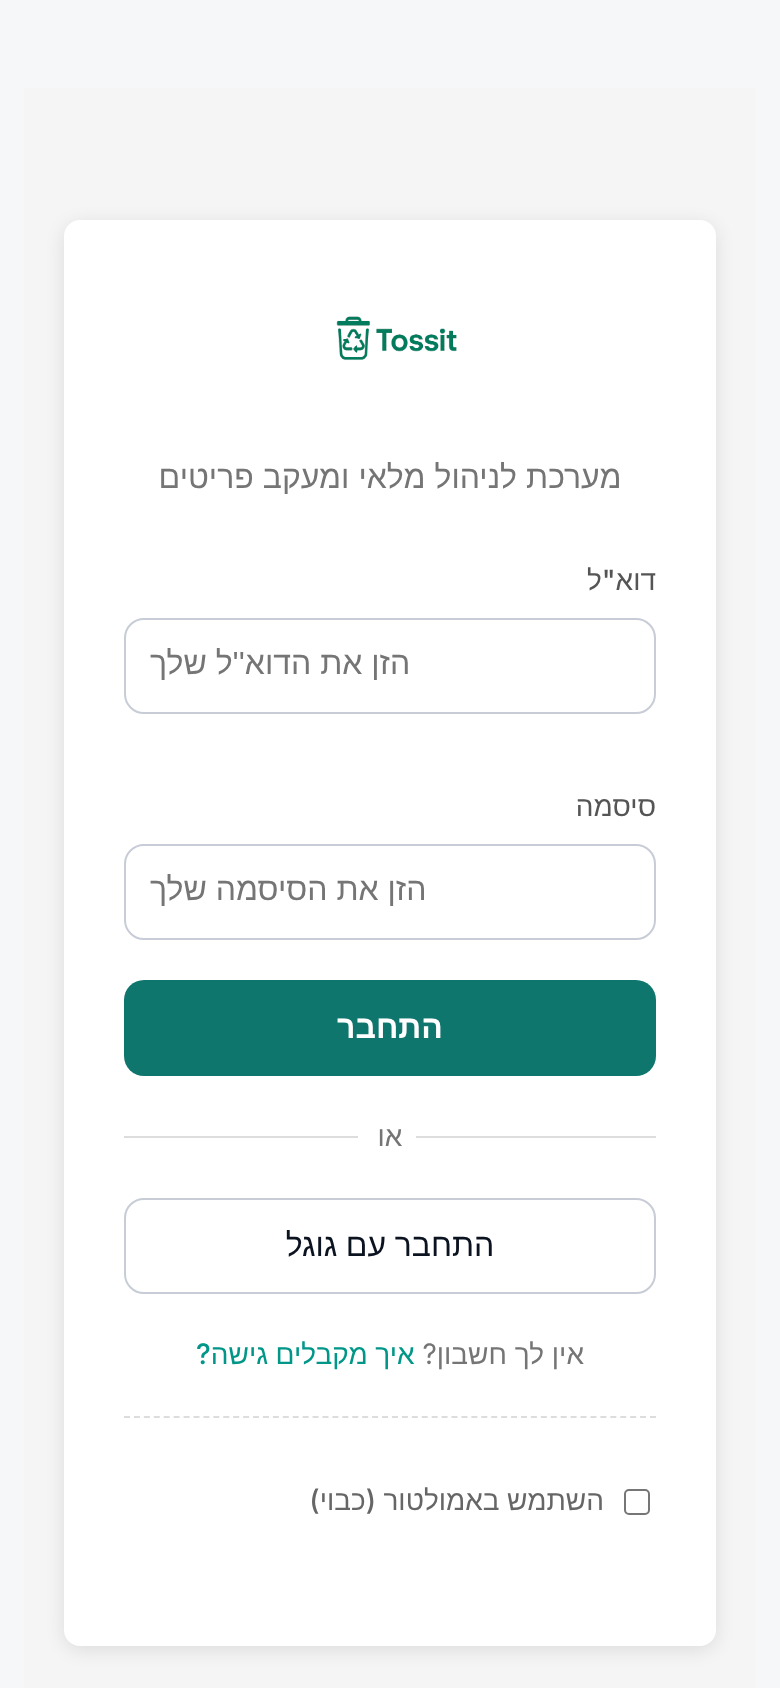 Tossit
מערכת לניהול מלאי ומעקב פריטים
דוא"ל
הזן את הדוא"ל שלך
סיסמה
הזן את הסיסמה שלך
התחבר
או
התחבר עם גוגל
אין לך חשבון? איך מקבלים גישה?
השתמש באמולטור (כבוי)